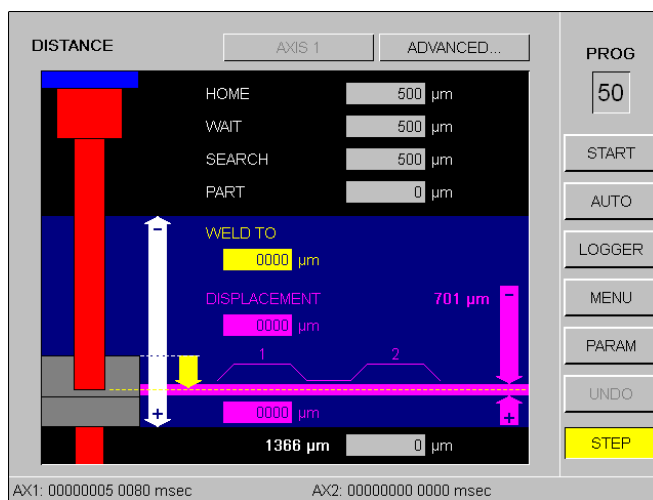 DISTANCE
AXIS 1
ADVANCED...
PROG
50
HOME 500 µm
WAIT 500 µm
SEARCH 500 µm
PART 0 µm
START
AUTO
LOGGER
MENU
PARAM
UNDO
STEP
-
WELD TO
0000 µm
DISPLACEMENT 701 µm -
0000 µm
1 2
+ 0000 µm +
1366 µm 0 µm
AX1: 00000005 0080 msec AX2: 00000000 0000 msec